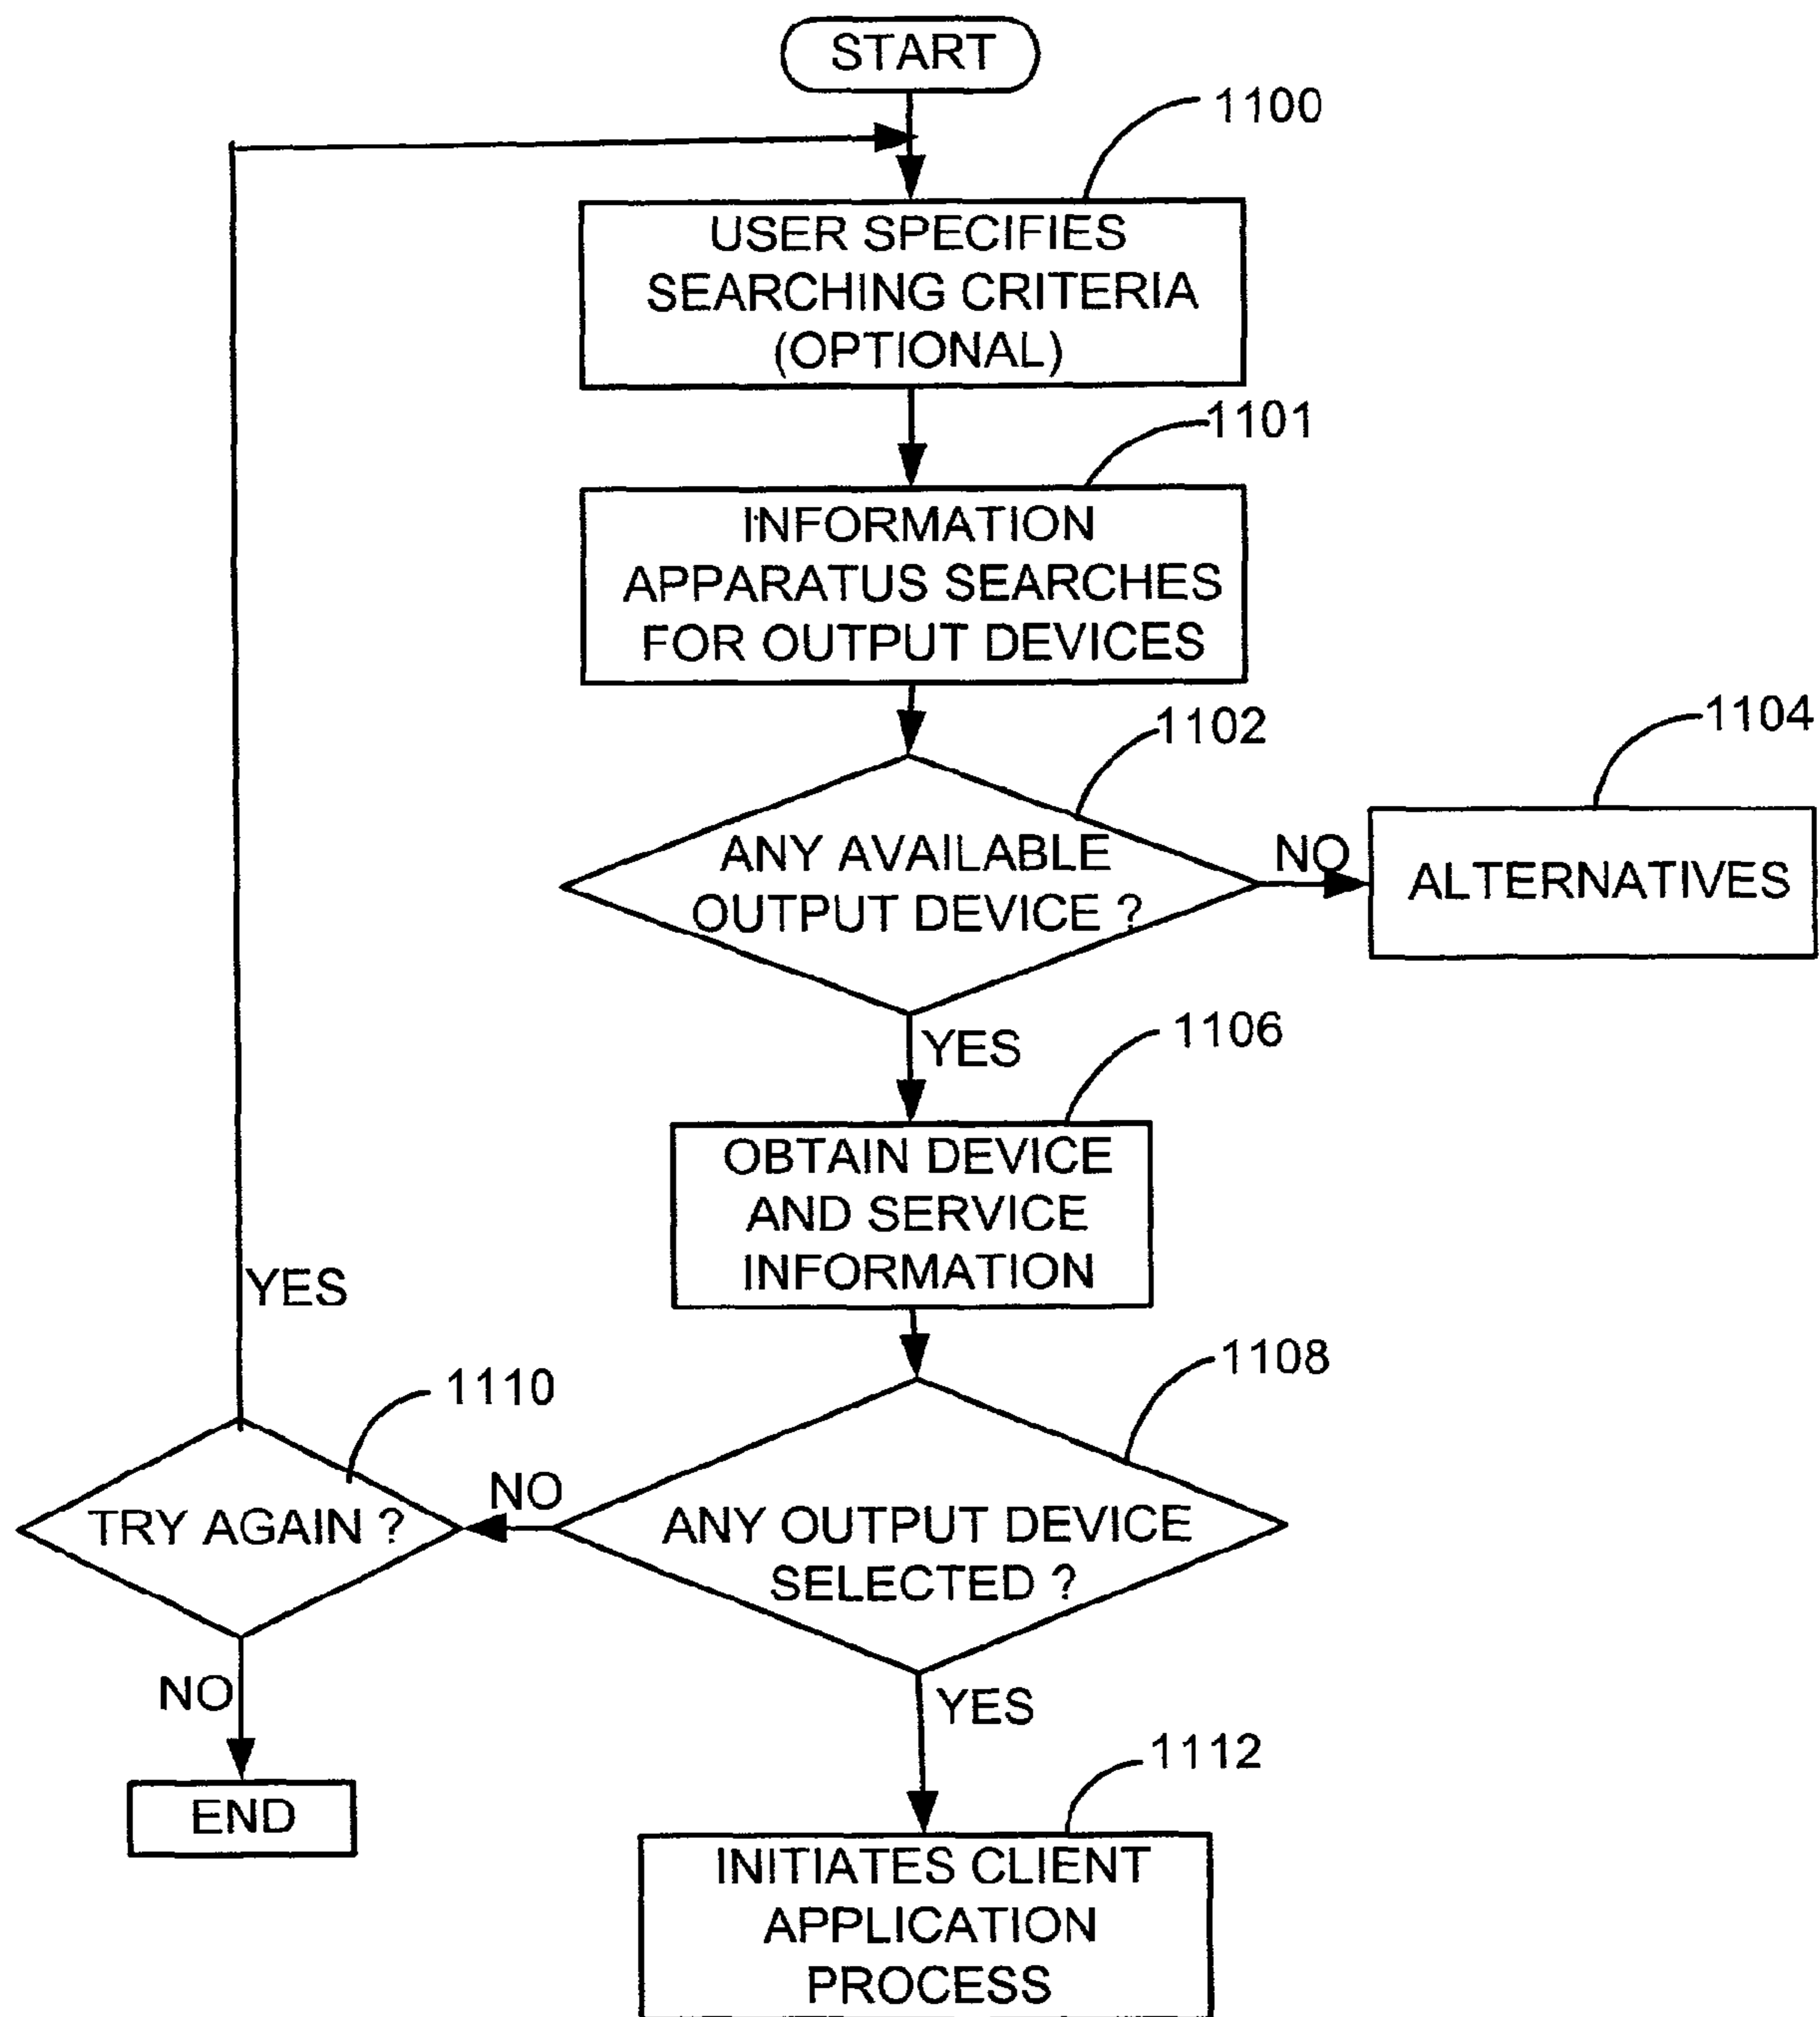 START
1100
USER SPECIFIES
SEARCHING CRITERIA
(OPTIONAL)
1101
INFORMATION
APPARATUS SEARCHES
FOR OUTPUT DEVICES
1102
1104
ANY AVAILABLE
OUTPUT DEVICE ?
NO
ALTERNATIVES
YES
1106
OBTAIN DEVICE
AND SERVICE
INFORMATION
YES
1108
1110
ANY OUTPUT DEVICE
SELECTED ?
NO
TRY AGAIN ?
NO
END
YES
1112
INITIATES CLIENT
APPLICATION
PROCESS